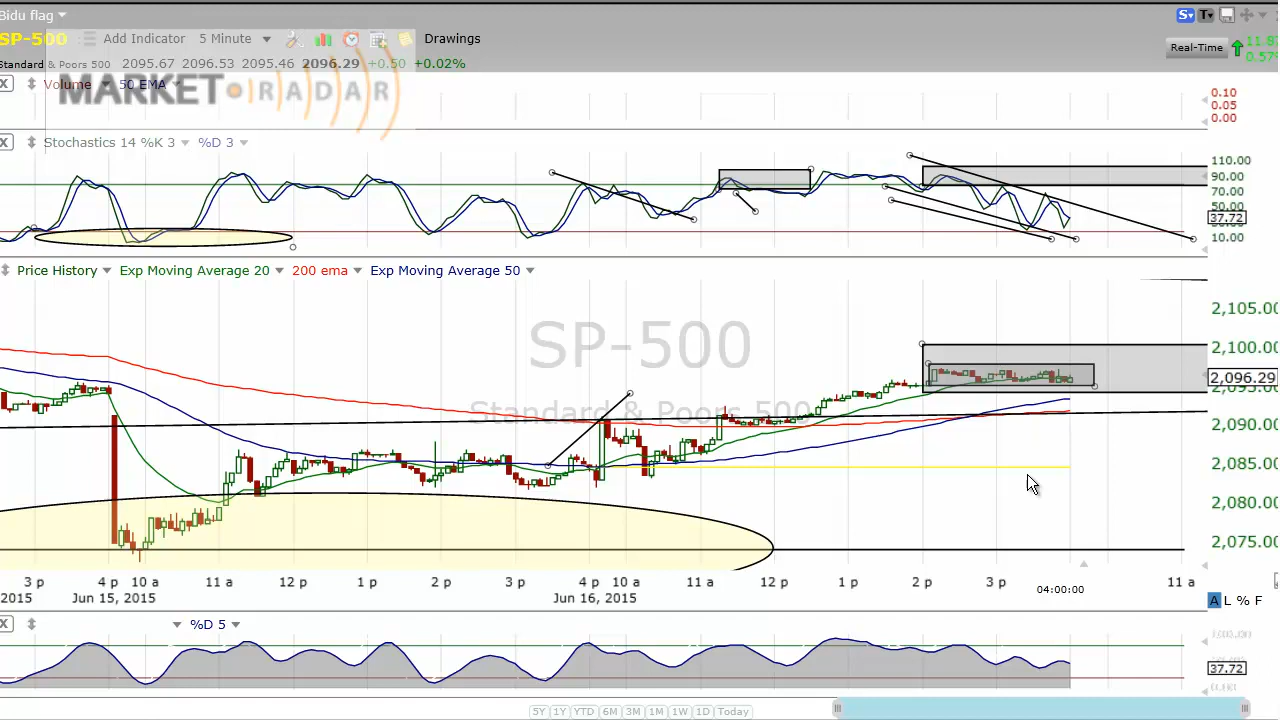 Bidu flag
S T
SP-500 Add Indicator 5 Minute Drawings
Real-Time 11.8
0.57
Standard & Poors 500 2095.67 2096.53 2095.46 2096.29 +0.50 +0.02%
X Volume 50 EMA
MARKET RADAR
0.10
0.05
0.00
X Stochastics 14 %K 3 %D 3
110.00
90.00
70.00
50.00
37.72
10.00
Price History Exp Moving Average 20 200 ema Exp Moving Average 50
SP-500
Standard & Poors 500
2,105.00
2,100.00
2,096.29
2,095.00
2,090.00
2,085.00
2,080.00
2,075.00
3 p 4 p 10 a 11 a 12 p 1 p 2 p 3 p 4 p 10 a 11 a 12 p 1 p 2 p 3 p 04:00:00 11 a
2015 Jun 15, 2015 Jun 16, 2015
A L % F
X %D 5
37.72
5Y 1Y YTD 6M 3M 1M 1W 1D Today